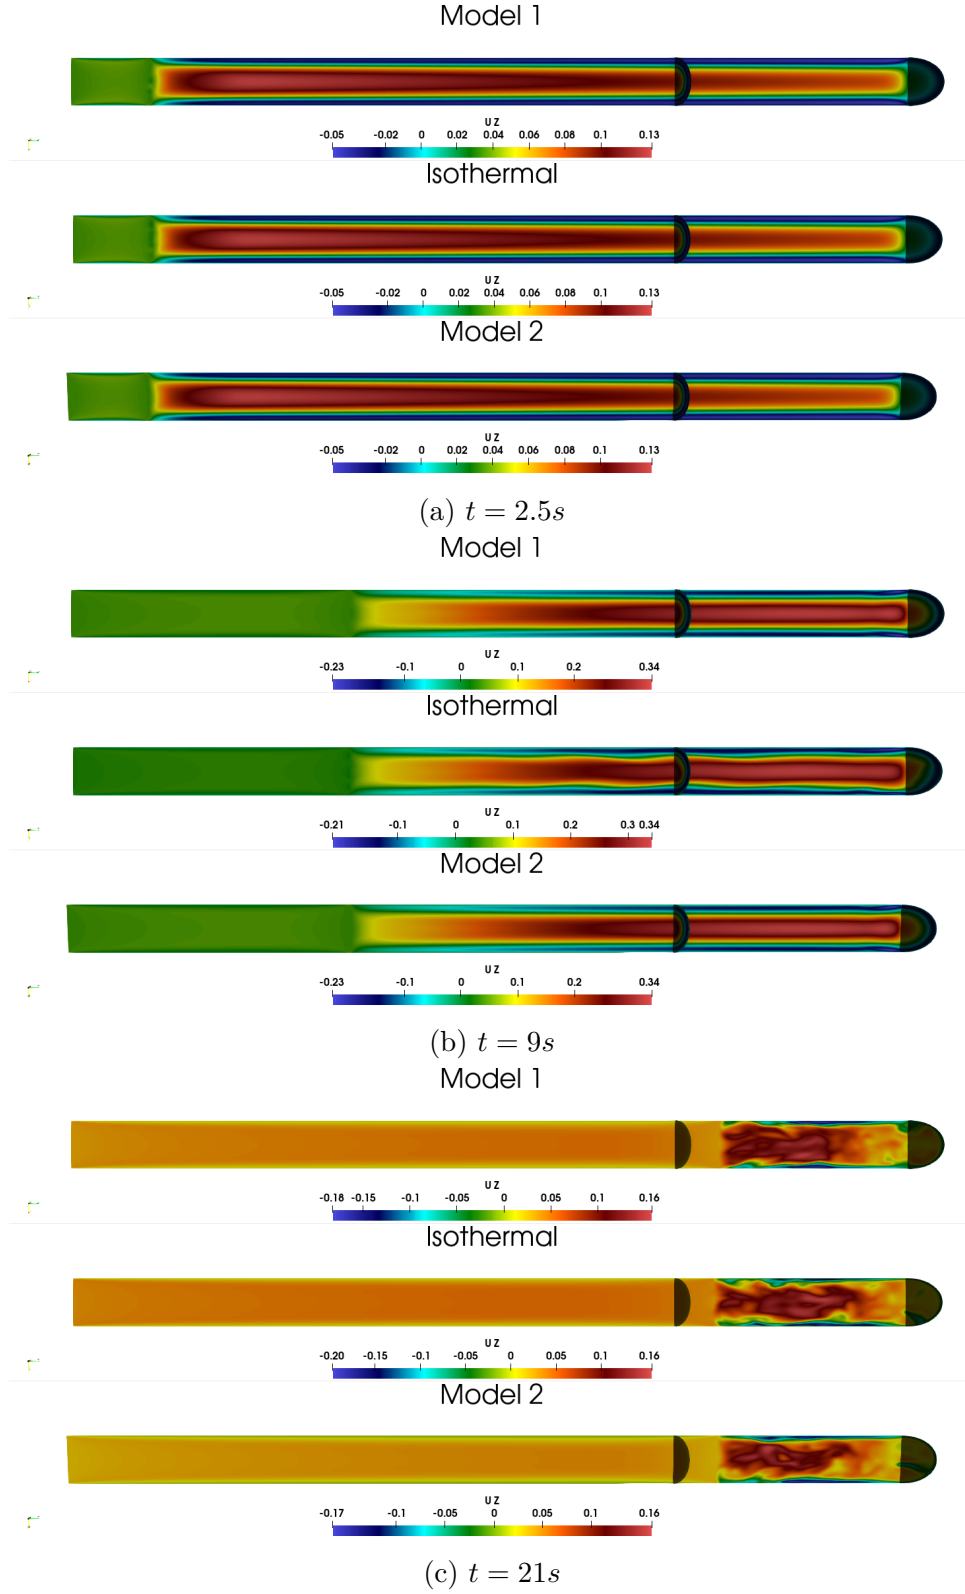 Model 1
U Z
-0.05 -0.02 0 0.02 0.04 0.06 0.08 0.1 0.13
Isothermal
U Z
-0.05 -0.02 0 0.02 0.04 0.06 0.08 0.1 0.13
Model 2
U Z
-0.05 -0.02 0 0.02 0.04 0.06 0.08 0.1 0.13
(a) t = 2.5s
Model 1
U Z
-0.23 -0.1 0 0.1 0.2 0.34
Isothermal
U Z
-0.21 -0.1 0 0.1 0.2 0.3 0.34
Model 2
U Z
-0.23 -0.1 0 0.1 0.2 0.34
(b) t = 9s
Model 1
U Z
-0.18 -0.15 -0.1 -0.05 0 0.05 0.1 0.16
Isothermal
U Z
-0.20 -0.15 -0.1 -0.05 0 0.05 0.1 0.16
Model 2
U Z
-0.17 -0.1 -0.05 0 0.05 0.1 0.16
(c) t = 21s